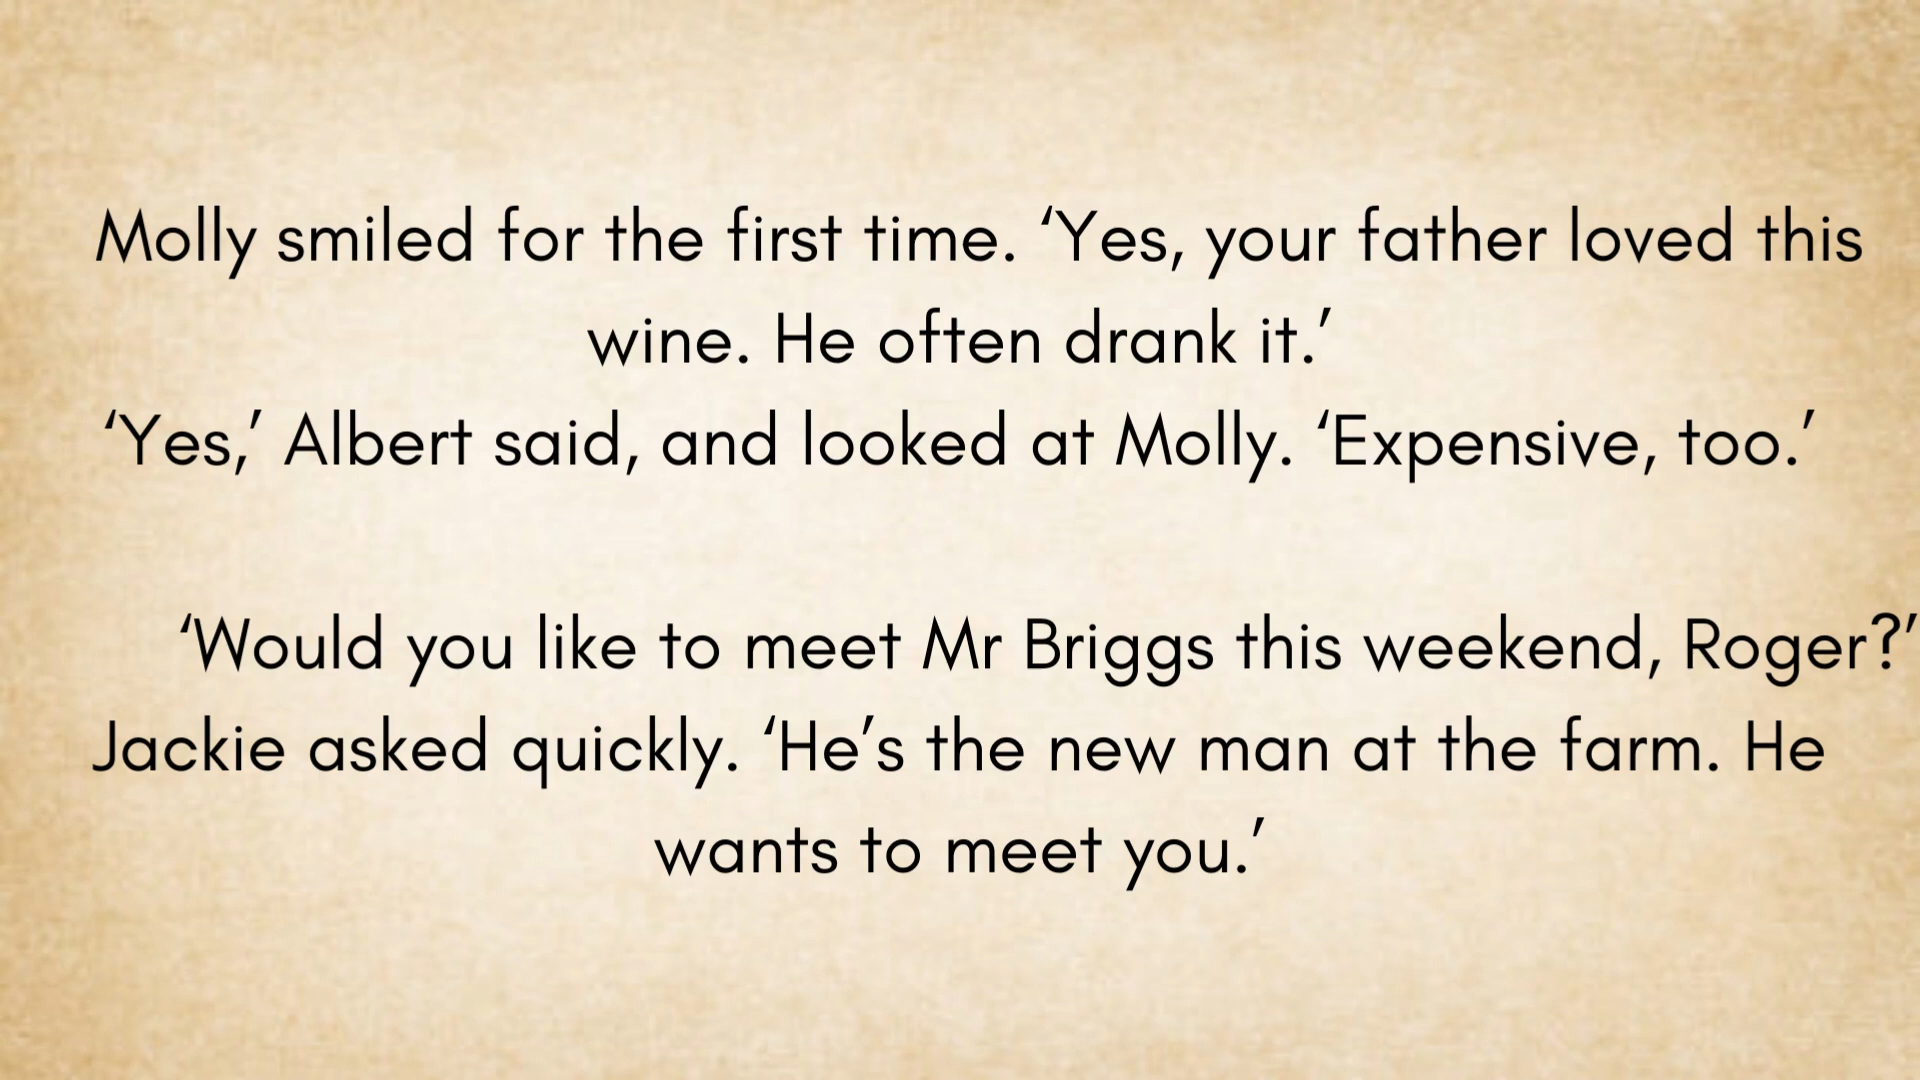 Molly smiled for the first time. ‘Yes, your father loved this
wine. He often drank it.’
‘Yes,’ Albert said, and looked at Molly. ‘Expensive, too.’
‘Would you like to meet Mr Briggs this weekend, Roger?’
Jackie asked quickly. ‘He’s the new man at the farm. He
wants to meet you.’